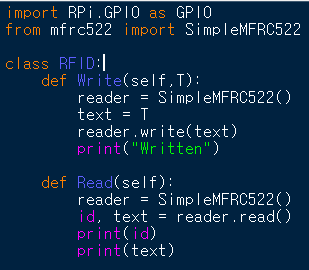 import RPi.GPIO as GPIO
from mfrc522 import SimpleMFRC522

class RFID:
    def Write(self,T):
        reader = SimpleMFRC522()
        text = T
        reader.write(text)
        print("Written")

    def Read(self):
        reader = SimpleMFRC522()
        id, text = reader.read()
        print(id)
        print(text)